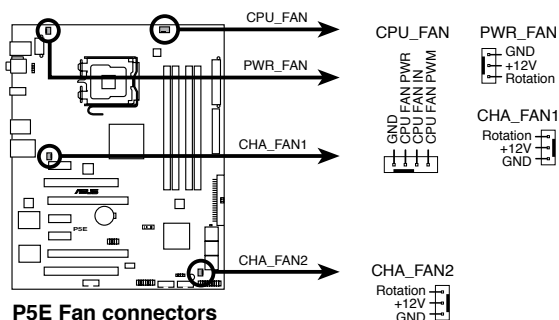 CPU_FAN
PWR_FAN
CHA_FAN1
CHA_FAN2
CPU_FAN
GND
CPU FAN PWR
CPU FAN IN
CPU FAN PWM
PWR_FAN
GND
+12V
Rotation
CHA_FAN1
Rotation
+12V
GND
CHA_FAN2
Rotation
+12V
GND
ASUS
P5E
P5E Fan connectors